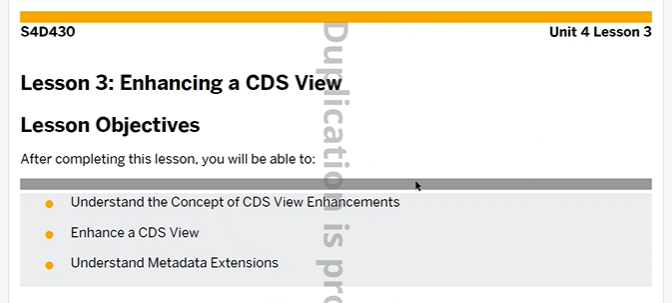 S4D430
Unit 4 Lesson 3
Lesson 3: Enhancing a CDS View
Lesson Objectives
After completing this lesson, you will be able to:
Understand the Concept of CDS View Enhancements
Enhance a CDS View
Understand Metadata Extensions
Duplication is pro